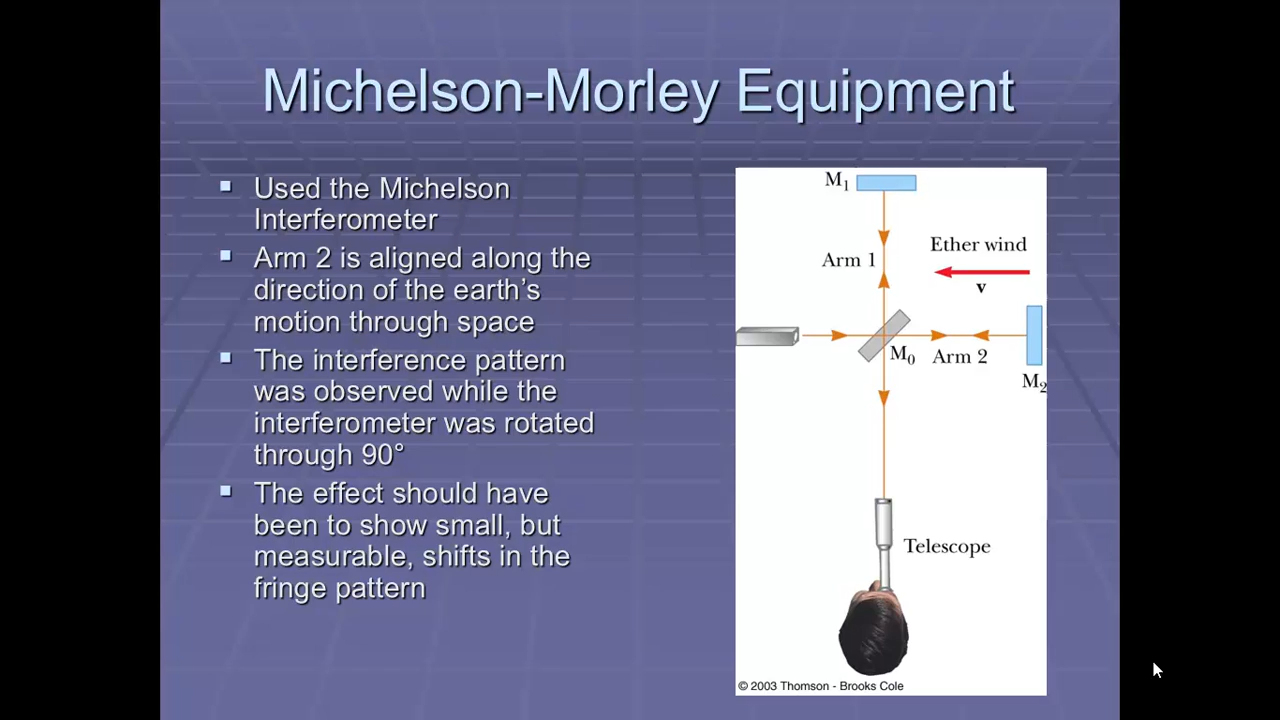 Michelson-Morley Equipment
Used the Michelson
Interferometer
Arm 2 is aligned along the
direction of the earth’s
motion through space
The interference pattern
was observed while the
interferometer was rotated
through 90°
The effect should have
been to show small, but
measurable, shifts in the
fringe pattern
M1
Ether wind
Arm 1
v
M0
Arm 2
M2
Telescope
© 2003 Thomson - Brooks Cole